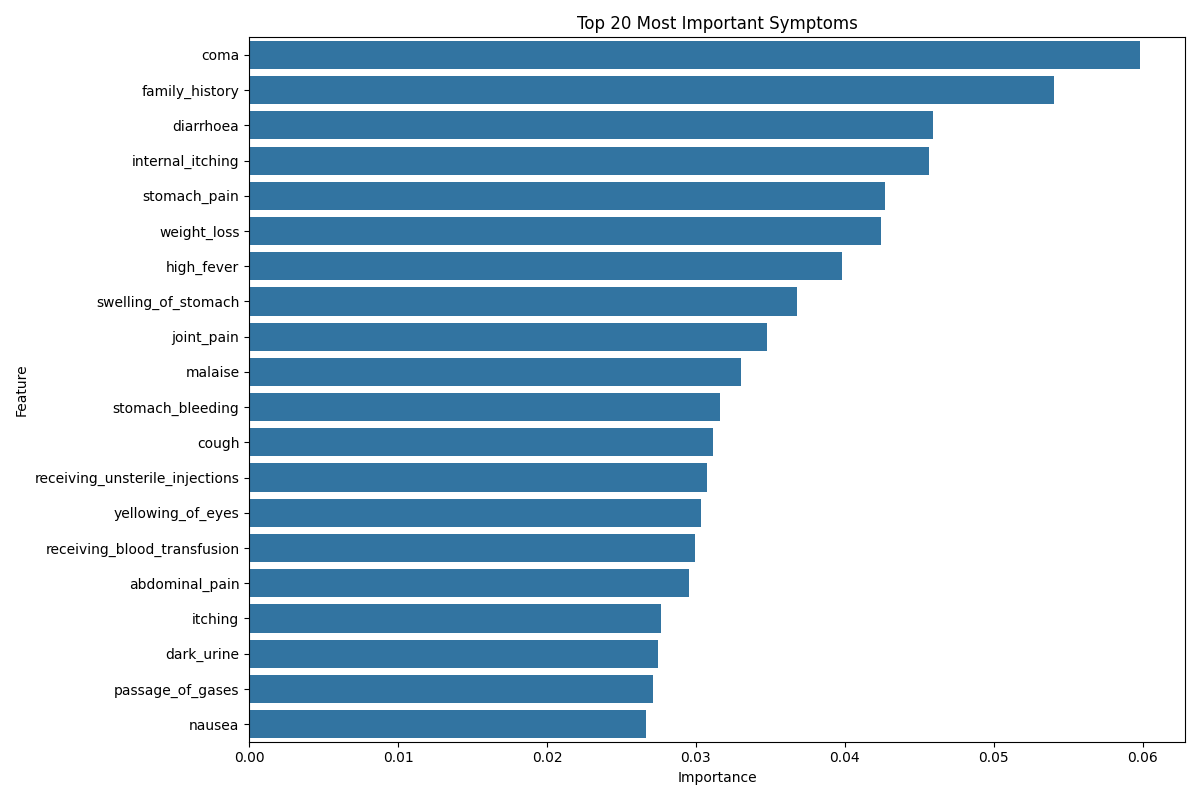 Top 20 Most Important Symptoms
Feature
coma
family_history
diarrhoea
internal_itching
stomach_pain
weight_loss
high_fever
swelling_of_stomach
joint_pain
malaise
stomach_bleeding
cough
receiving_unsterile_injections
yellowing_of_eyes
receiving_blood_transfusion
abdominal_pain
itching
dark_urine
passage_of_gases
nausea
0.00 0.01 0.02 0.03 0.04 0.05 0.06
Importance